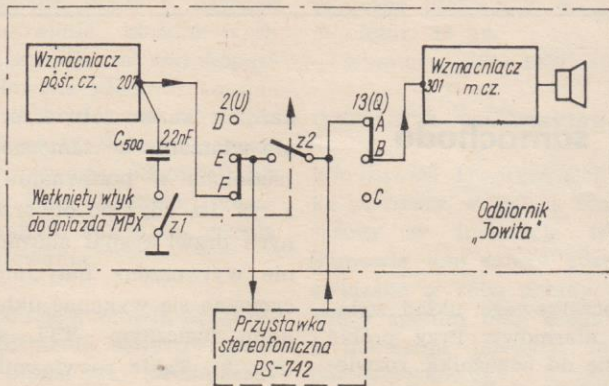 Wzmacniacz
pośr. cz.
207
C500
22nF
Wetknięty wtyk
do gniazda MPX
z1
2(U)
D
E
F
z2
13(Q)
A
B
C
Wzmacniacz
m.cz.
301
Odbiornik
„Jowita"
Przystawka
stereofoniczna
PS-742